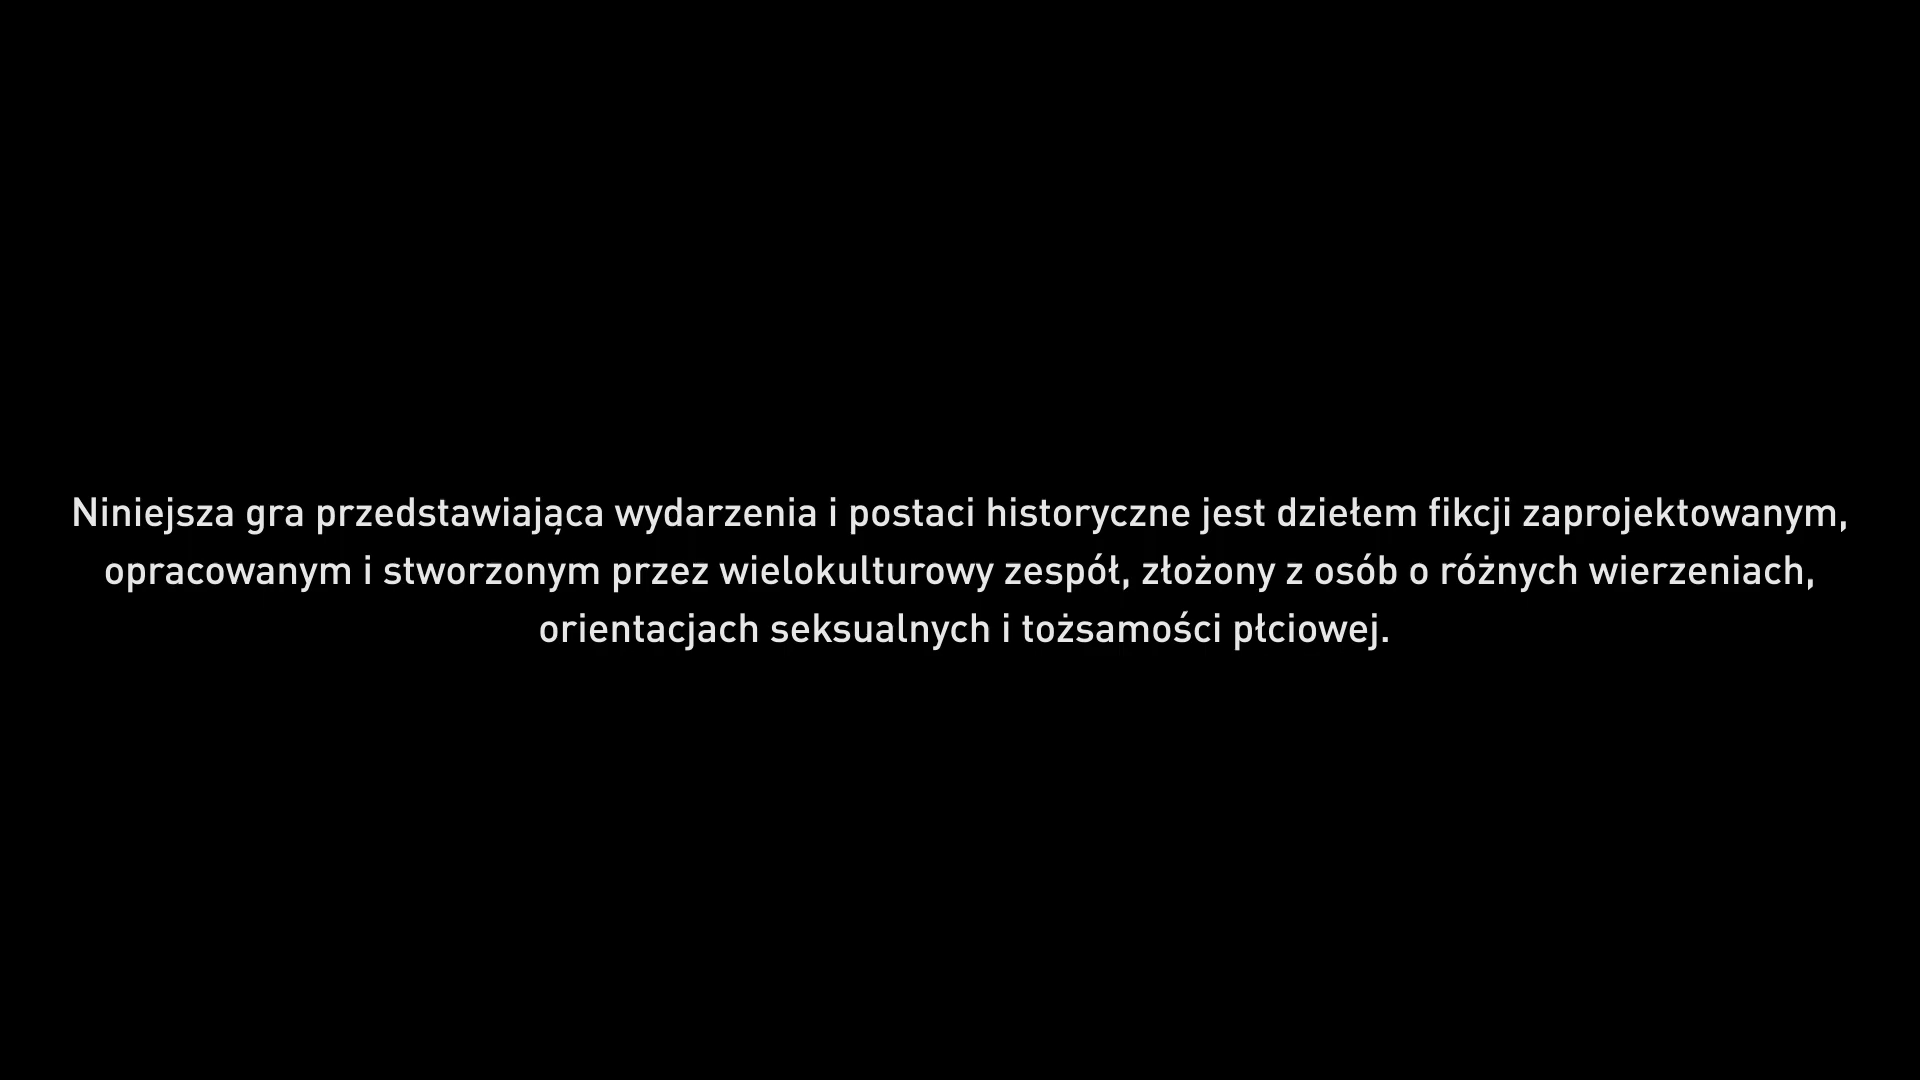 Niniejsza gra przedstawiająca wydarzenia i postaci historyczne jest dziełem fikcji zaprojektowanym,
opracowanym i stworzonym przez wielokulturowy zespół, złożony z osób o różnych wierzeniach,
orientacjach seksualnych i tożsamości płciowej.